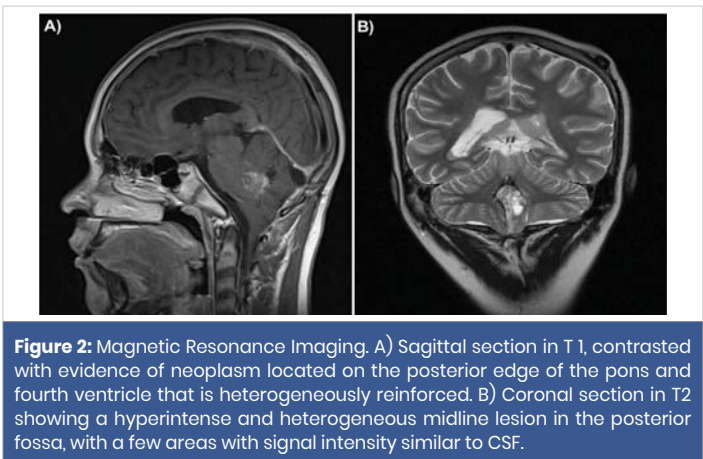 A)
B)
Figure 2: Magnetic Resonance Imaging. A) Sagittal section in T 1, contrasted
with evidence of neoplasm located on the posterior edge of the pons and
fourth ventricle that is heterogeneously reinforced. B) Coronal section in T2
showing a hyperintense and heterogeneous midline lesion in the posterior
fossa, with a few areas with signal intensity similar to CSF.